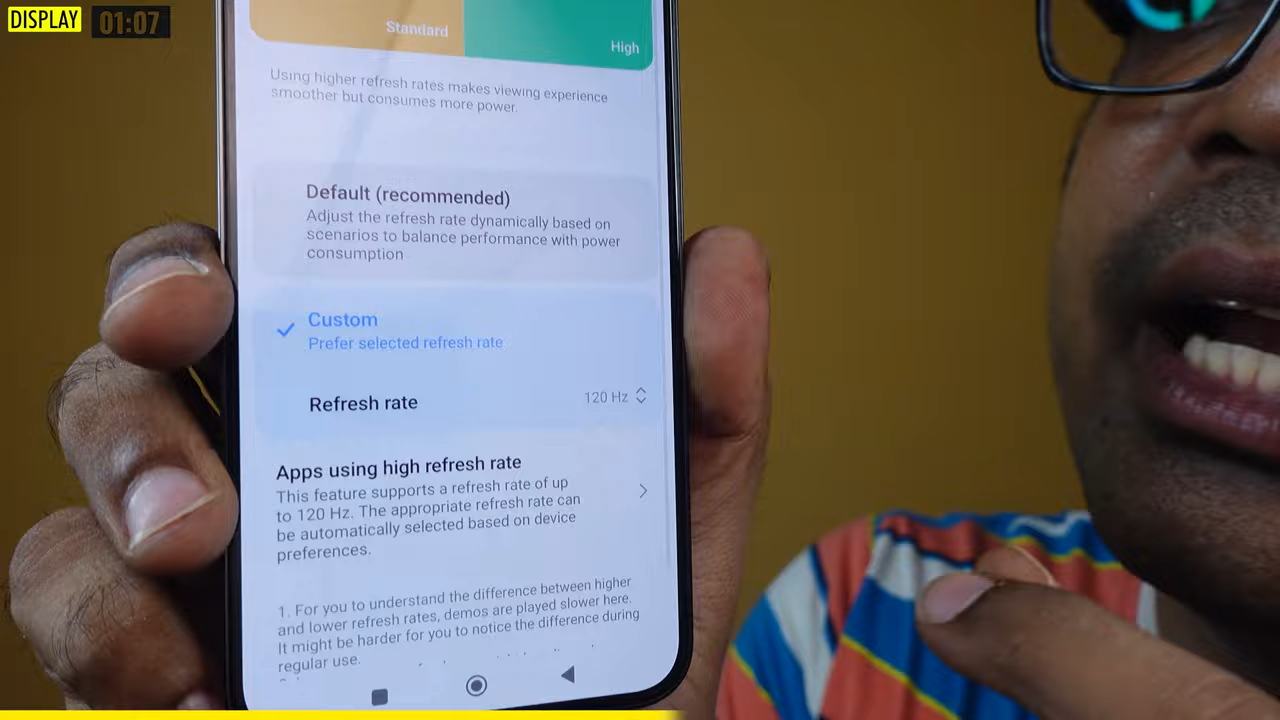 DISPLAY 01:07
Standard
High
Using higher refresh rates makes viewing experience
smoother but consumes more power.
Default (recommended)
Adjust the refresh rate dynamically based on
scenarios to balance performance with power
consumption
Custom
Prefer selected refresh rate
Refresh rate 120 Hz
Apps using high refresh rate
This feature supports a refresh rate of up
to 120 Hz. The appropriate refresh rate can
be automatically selected based on device
preferences.
1. For you to understand the difference between higher
and lower refresh rates, demos are played slower here.
It might be harder for you to notice the difference during
regular use.